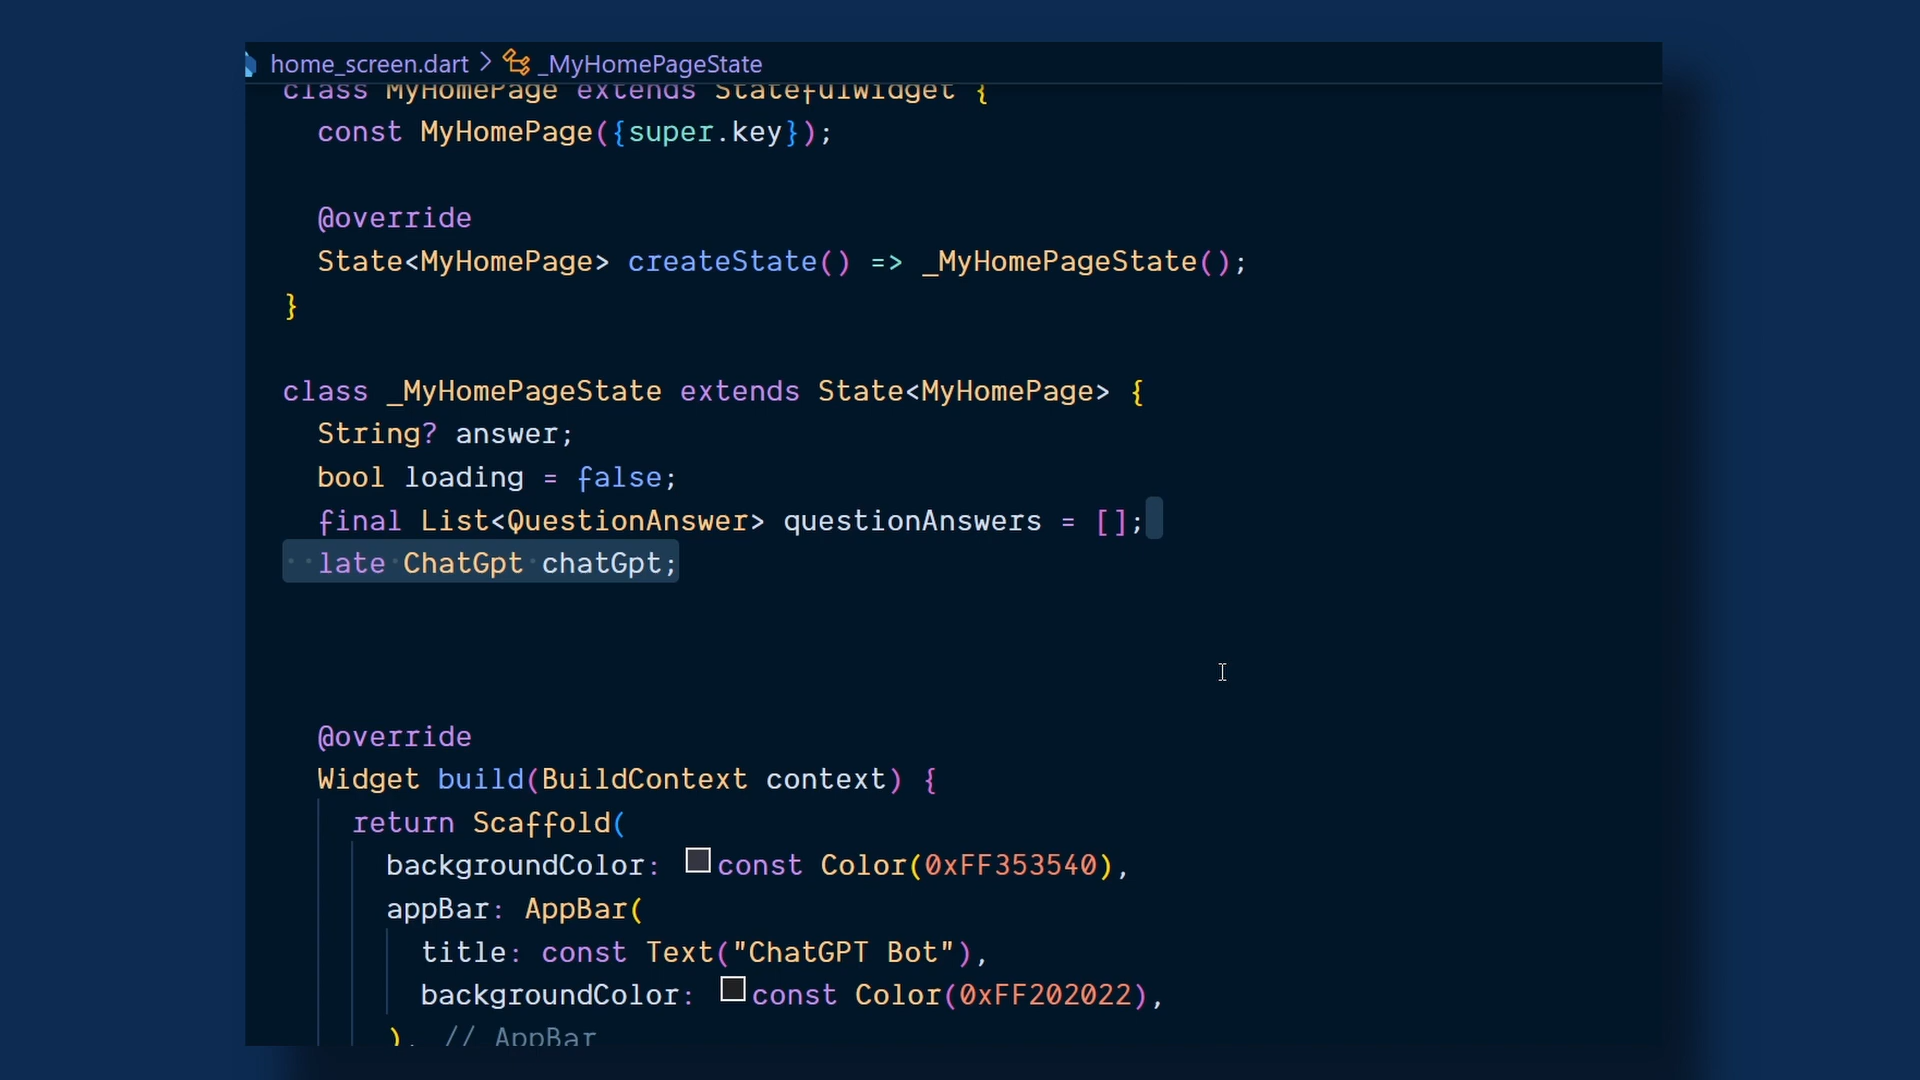 home_screen.dart > _MyHomePageState
class MyHomePage extends StatefulWidget {
  const MyHomePage({super.key});
  @override
  State<MyHomePage> createState() => _MyHomePageState();
}
class _MyHomePageState extends State<MyHomePage> {
  String? answer;
  bool loading = false;
  final List<QuestionAnswer> questionAnswers = [];
  late ChatGpt chatGpt;
  @override
  Widget build(BuildContext context) {
    return Scaffold(
      backgroundColor: const Color(0xFF353540),
      appBar: AppBar(
        title: const Text("ChatGPT Bot"),
        backgroundColor: const Color(0xFF202022),
      ), // AppBar